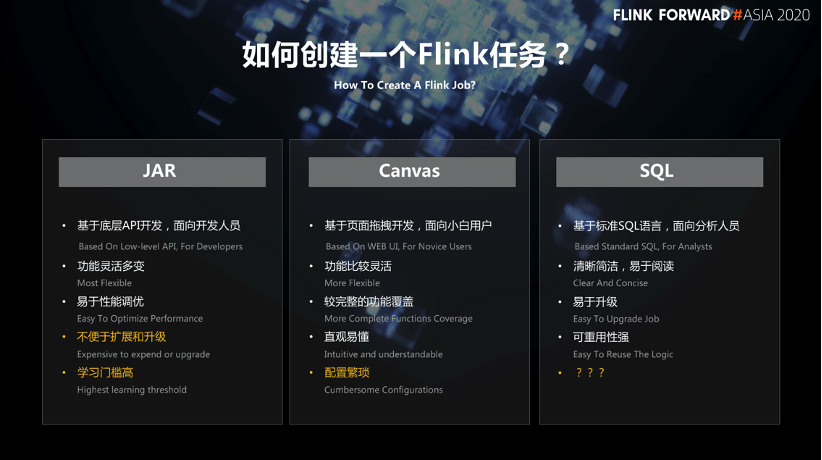 FLINK FORWARD #ASIA 2020
如何创建一个Flink任务？
How To Create A Flink Job?
JAR
• 基于底层API开发，面向开发人员
Based On Low-level API, For Developers
• 功能灵活多变
Most Flexible
• 易于性能调优
Easy To Optimize Performance
• 不便于扩展和升级
Expensive to expend or upgrade
• 学习门槛高
Highest learning threshold
Canvas
• 基于页面拖拽开发，面向小白用户
Based On WEB UI, For Novice Users
• 功能比较灵活
More Flexible
• 较完整的功能覆盖
More Complete Functions Coverage
• 直观易懂
Intuitive and understandable
• 配置繁琐
Cumbersome Configurations
SQL
• 基于标准SQL语言，面向分析人员
Based Standard SQL, For Analysts
• 清晰简洁，易于阅读
Clear And Concise
• 易于升级
Easy To Upgrade Job
• 可重用性强
Easy To Reuse The Logic
• ？？？